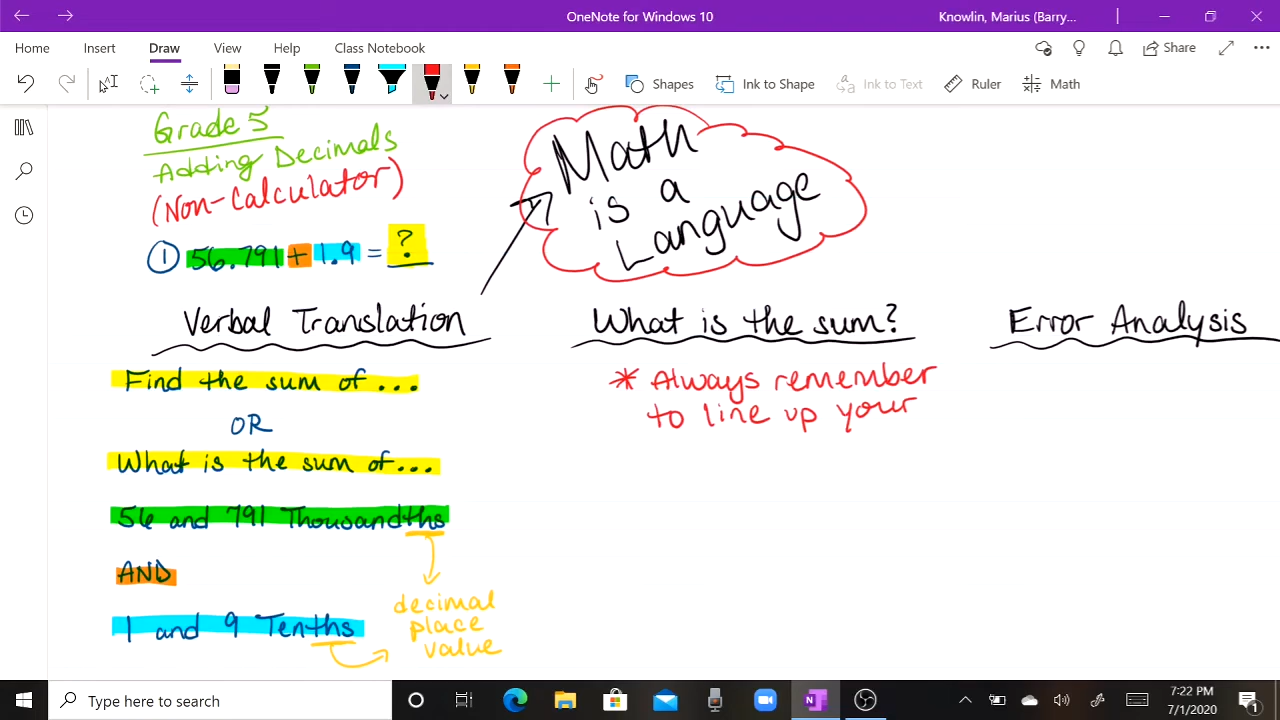 OneNote for Windows 10
Knowlin, Marius (Barry...
Home Insert Draw View Help Class Notebook
Share
Shapes
Ink to Shape
Ink to Text
Ruler
Math
Grade 5
Adding Decimals
(Non-Calculator)
Math
is a
Language
① 56.791 + 1.9 = ?
Verbal Translation
What is the sum?
Error Analysis
Find the sum of...
OR
What is the sum of...
56 and 791 Thousandths
AND
1 and 9 Tenths
decimal
place
value
* Always remember
to line up your
Type here to search
7:22 PM
7/1/2020
1